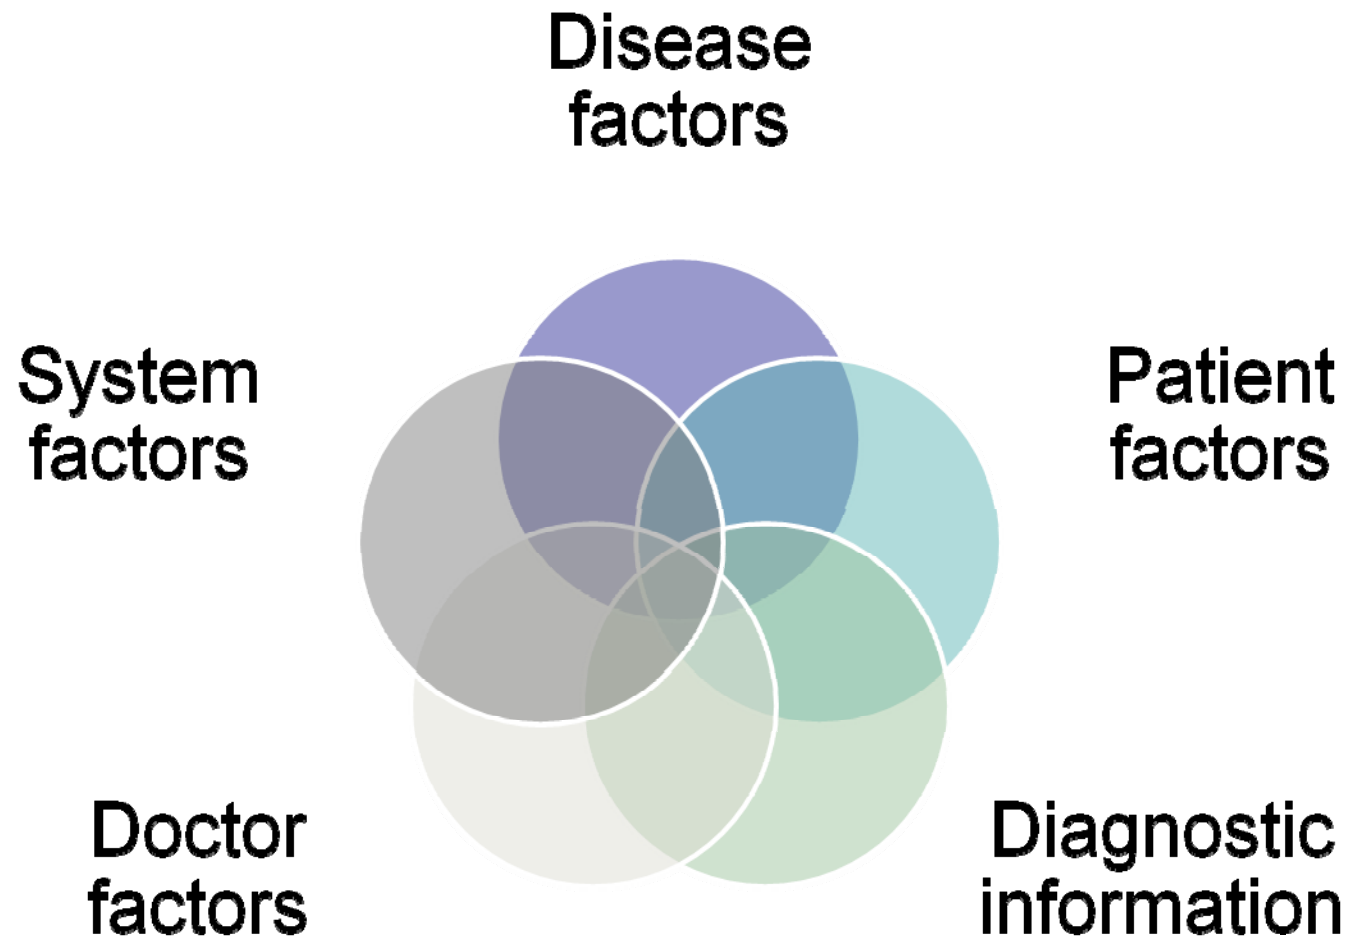 Disease
factors
System
factors
Patient
factors
Doctor
factors
Diagnostic
information